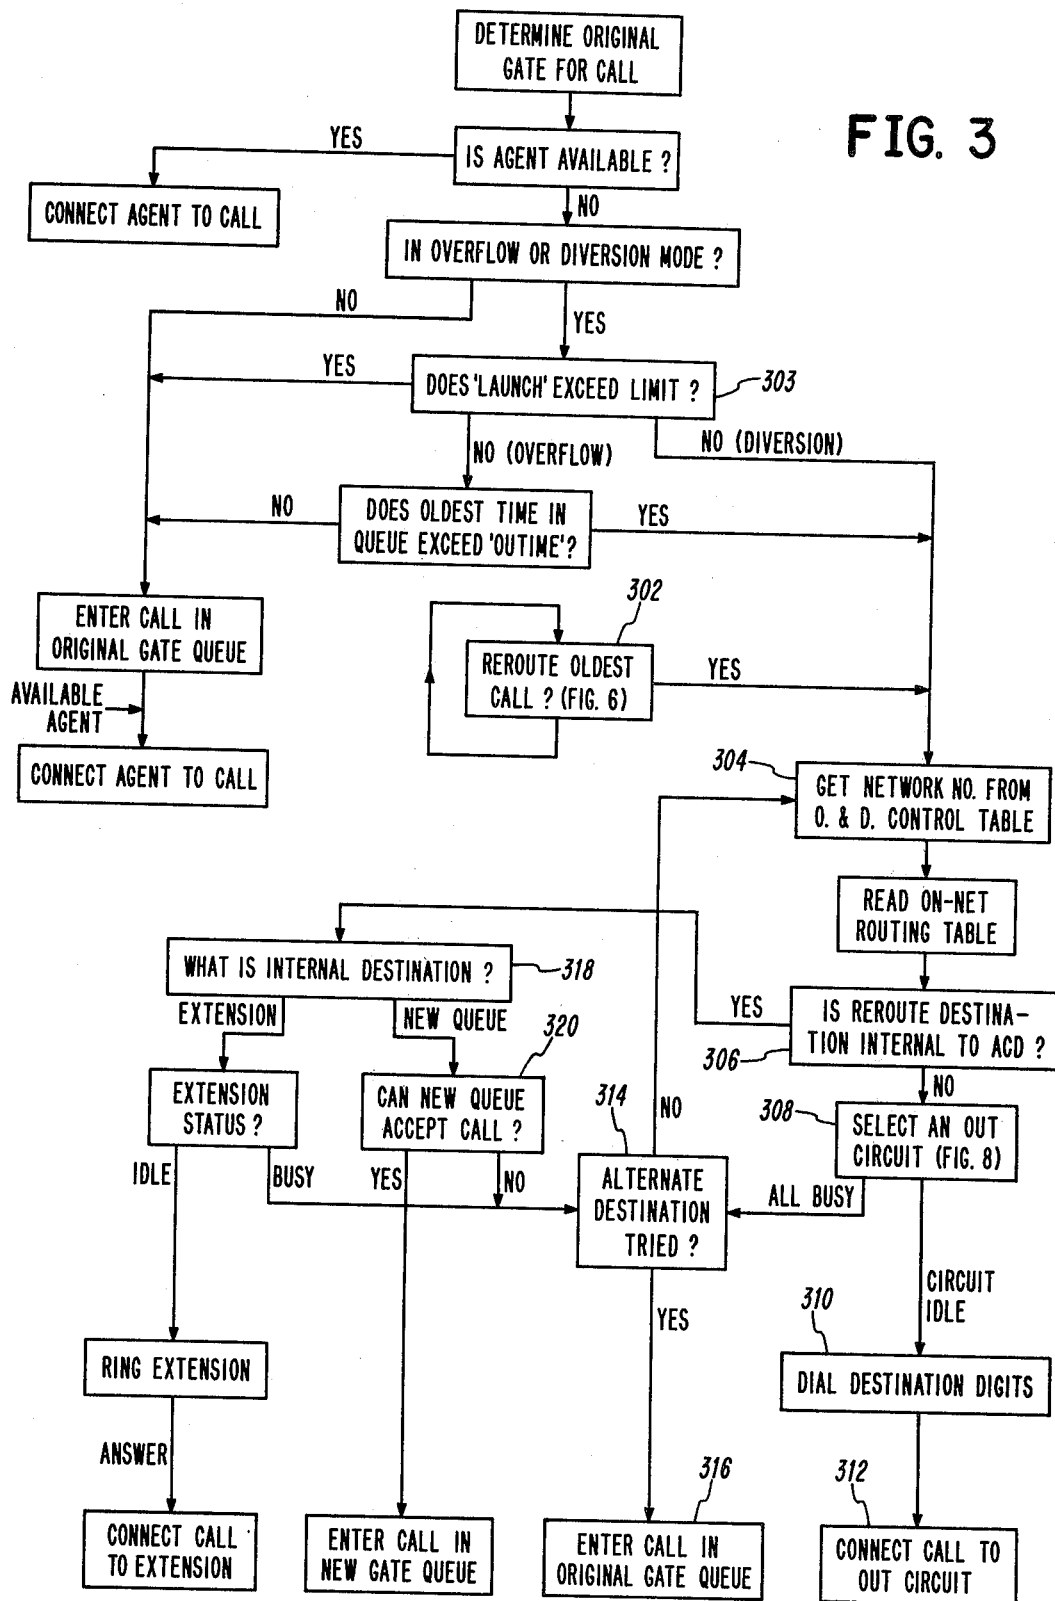 DETERMINE ORIGINAL
GATE FOR CALL
FIG. 3
YES
IS AGENT AVAILABLE ?
CONNECT AGENT TO CALL
NO
IN OVERFLOW OR DIVERSION MODE ?
NO
YES
YES
DOES 'LAUNCH' EXCEED LIMIT ?
303
NO (OVERFLOW)
NO (DIVERSION)
NO
DOES OLDEST TIME IN
QUEUE EXCEED 'OUTIME'?
YES
302
ENTER CALL IN
ORIGINAL GATE QUEUE
REROUTE OLDEST
CALL ? (FIG. 6)
YES
AVAILABLE
AGENT
CONNECT AGENT TO CALL
304
GET NETWORK NO. FROM
O. & D. CONTROL TABLE
READ ON-NET
ROUTING TABLE
WHAT IS INTERNAL DESTINATION ?
318
EXTENSION
NEW QUEUE
YES
IS REROUTE DESTINA-
TION INTERNAL TO ACD ?
306
320
NO
EXTENSION
STATUS ?
CAN NEW QUEUE
ACCEPT CALL ?
314
NO
308
SELECT AN OUT
CIRCUIT (FIG. 8)
IDLE
BUSY
YES
NO
ALTERNATE
DESTINATION
TRIED ?
ALL BUSY
CIRCUIT
IDLE
YES
310
RING EXTENSION
DIAL DESTINATION DIGITS
ANSWER
316
312
CONNECT CALL
TO EXTENSION
ENTER CALL IN
NEW GATE QUEUE
ENTER CALL IN
ORIGINAL GATE QUEUE
CONNECT CALL TO
OUT CIRCUIT